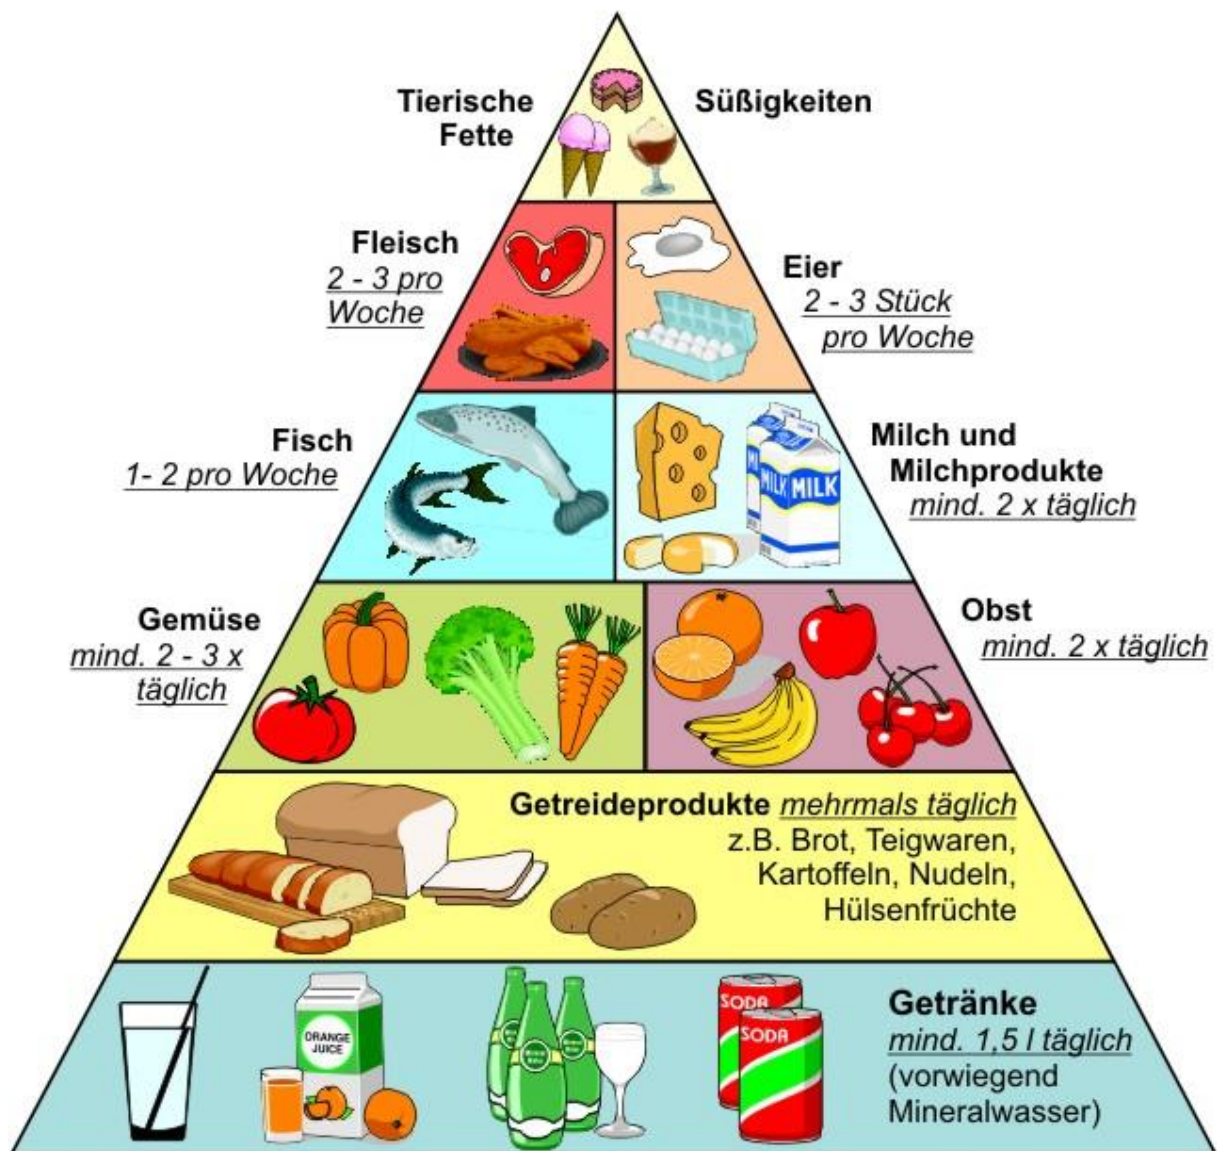 Tierische
Fette
Süßigkeiten
Fleisch
2 - 3 pro
Woche
Eier
2 - 3 Stück
pro Woche
Fisch
1- 2 pro Woche
Milch und
Milchprodukte
mind. 2 x täglich
MI
MILK
MILK
Gemüse
mind. 2 - 3 x
täglich
Obst
mind. 2 x täglich
Getreideprodukte mehrmals täglich
z.B. Brot, Teigwaren,
Kartoffeln, Nudeln,
Hülsenfrüchte
ORANGE
JUICE
SODA
SODA
Getränke
mind. 1,5 l täglich
(vorwiegend
Mineralwasser)